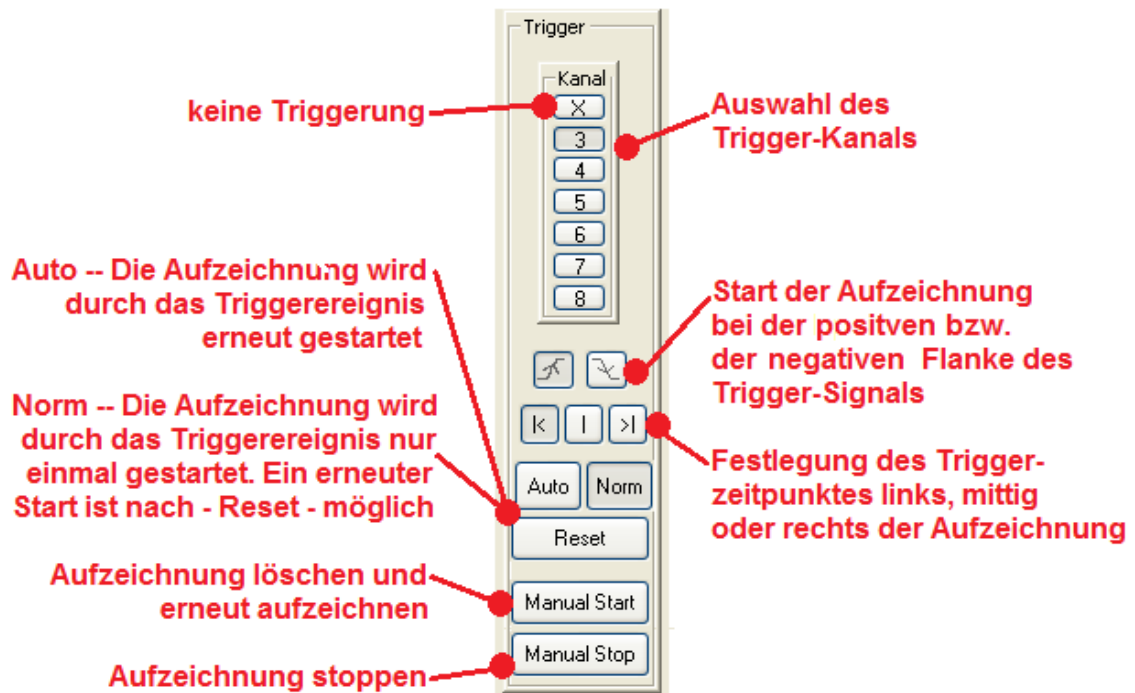 Trigger
Kanal
X
3
4
5
6
7
8
Auto
Norm
Reset
Manual Start
Manual Stop
keine Triggerung
Auswahl des
Trigger-Kanals
Auto -- Die Aufzeichnung wird
durch das Triggerereignis
erneut gestartet
Start der Aufzeichnung
bei der positven bzw.
der negativen Flanke des
Trigger-Signals
Norm -- Die Aufzeichnung wird
durch das Triggerereignis nur
einmal gestartet. Ein erneuter
Start ist nach - Reset - möglich
Festlegung des Trigger-
zeitpunktes links, mittig
oder rechts der Aufzeichnung
Aufzeichnung löschen und
erneut aufzeichnen
Aufzeichnung stoppen